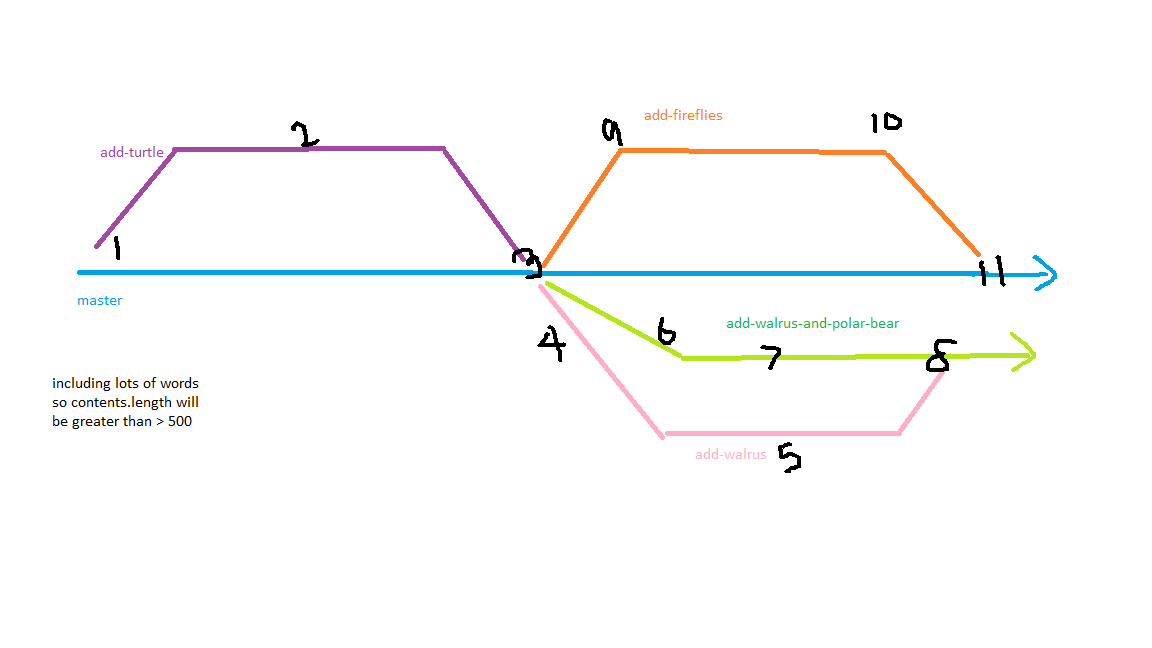 add-fireflies
2
9
10
add-turtle
1
3
11
master
add-walrus-and-polar-bear
4
6
7
8
including lots of words
so contents.length will
be greater than > 500
add-walrus
5